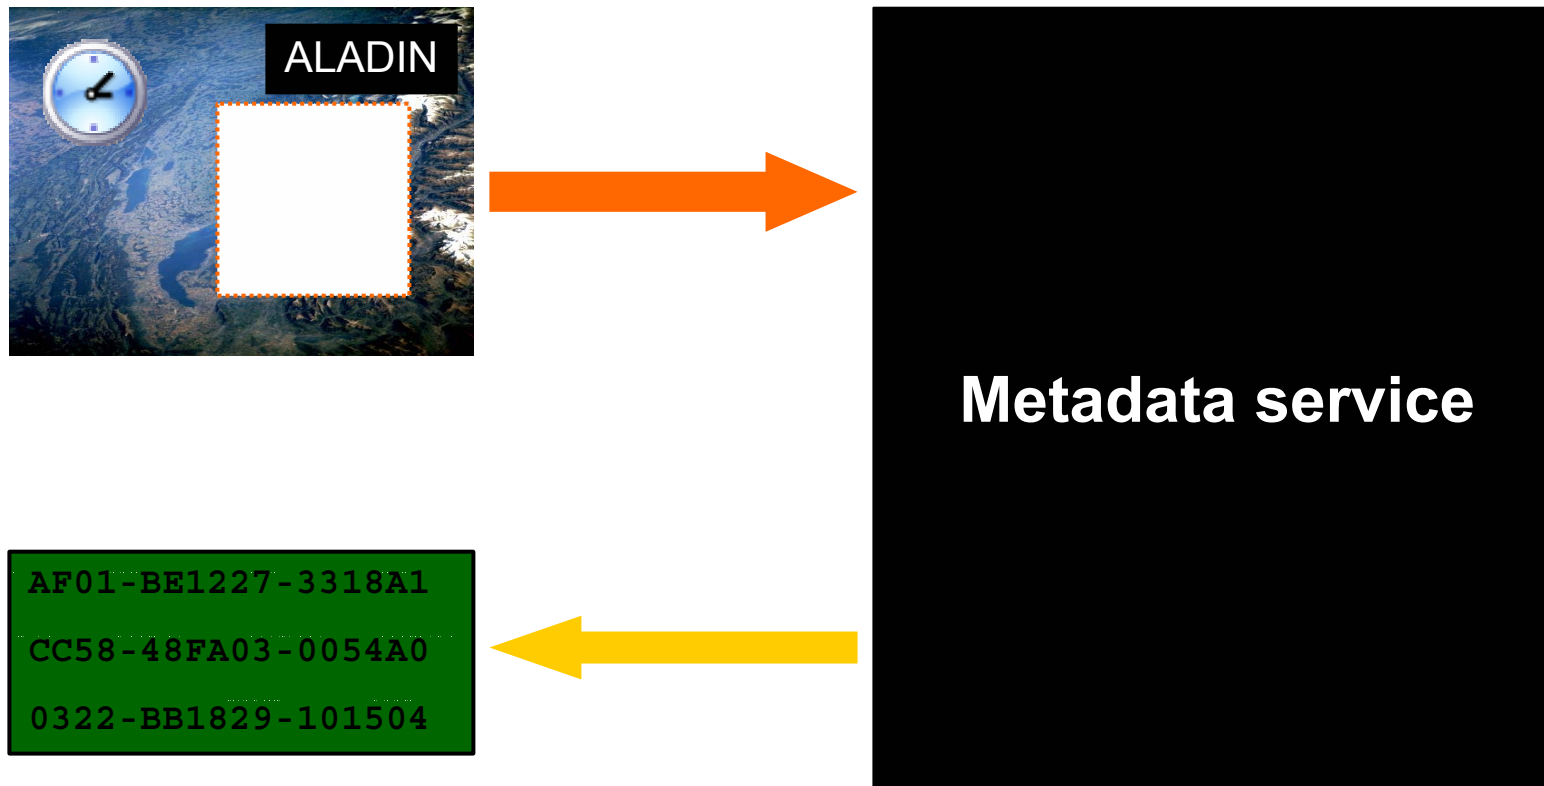 ALADIN
Metadata service
AF01-BE1227-3318A1
CC58-48FA03-0054A0
0322-BB1829-101504